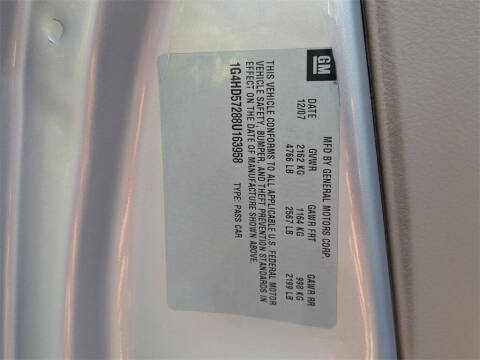 GM
MFD BY GENERAL MOTORS CORP.
DATE GVWR GAWR FRT GAWR RR
12/07 2162 KG 1164 KG 998 KG
4766 LB 2567 LB 2199 LB
THIS VEHICLE CONFORMS TO ALL APPLICABLE U.S. FEDERAL MOTOR
VEHICLE SAFETY, BUMPER, AND THEFT PREVENTION STANDARDS IN
EFFECT ON THE DATE OF MANUFACTURE SHOWN ABOVE.
1G4HD57288U163958 TYPE: PASS CAR